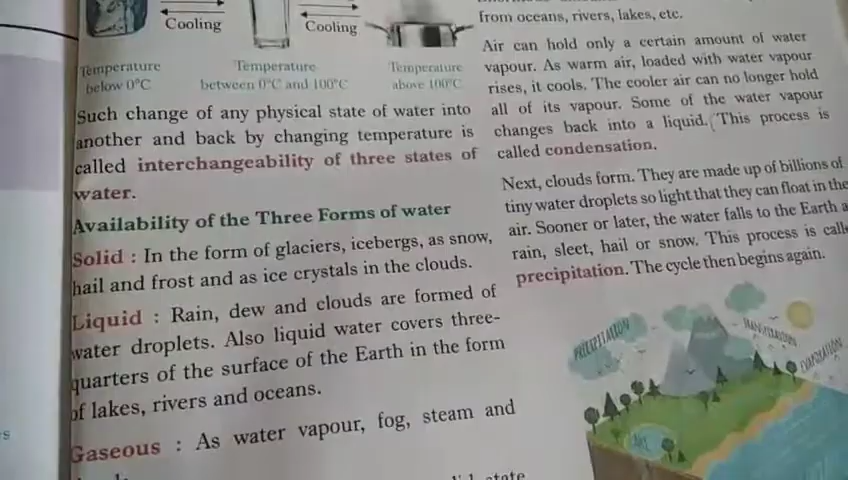 Cooling
Cooling
Temperature
below 0°C
Temperature
between 0°C and 100°C
Temperature
above 100°C
Such change of any physical state of water into
another and back by changing temperature is
called interchangeability of three states of
water.
Availability of the Three Forms of water
Solid : In the form of glaciers, icebergs, as snow,
hail and frost and as ice crystals in the clouds.
Liquid : Rain, dew and clouds are formed of
water droplets. Also liquid water covers three-
quarters of the surface of the Earth in the form
of lakes, rivers and oceans.
Gaseous : As water vapour, fog, steam and
state
from oceans, rivers, lakes, etc.
Air can hold only a certain amount of water
vapour. As warm air, loaded with water vapour
rises, it cools. The cooler air can no longer hold
all of its vapour. Some of the water vapour
changes back into a liquid. This process is
called condensation.
Next, clouds form. They are made up of billions of
tiny water droplets so light that they can float in the
air. Sooner or later, the water falls to the Earth
rain, sleet, hail or snow. This process is
precipitation. The cycle then begins again.
PRECIPITATION
TRANSPIRATION
EVAPORATION
LAKE